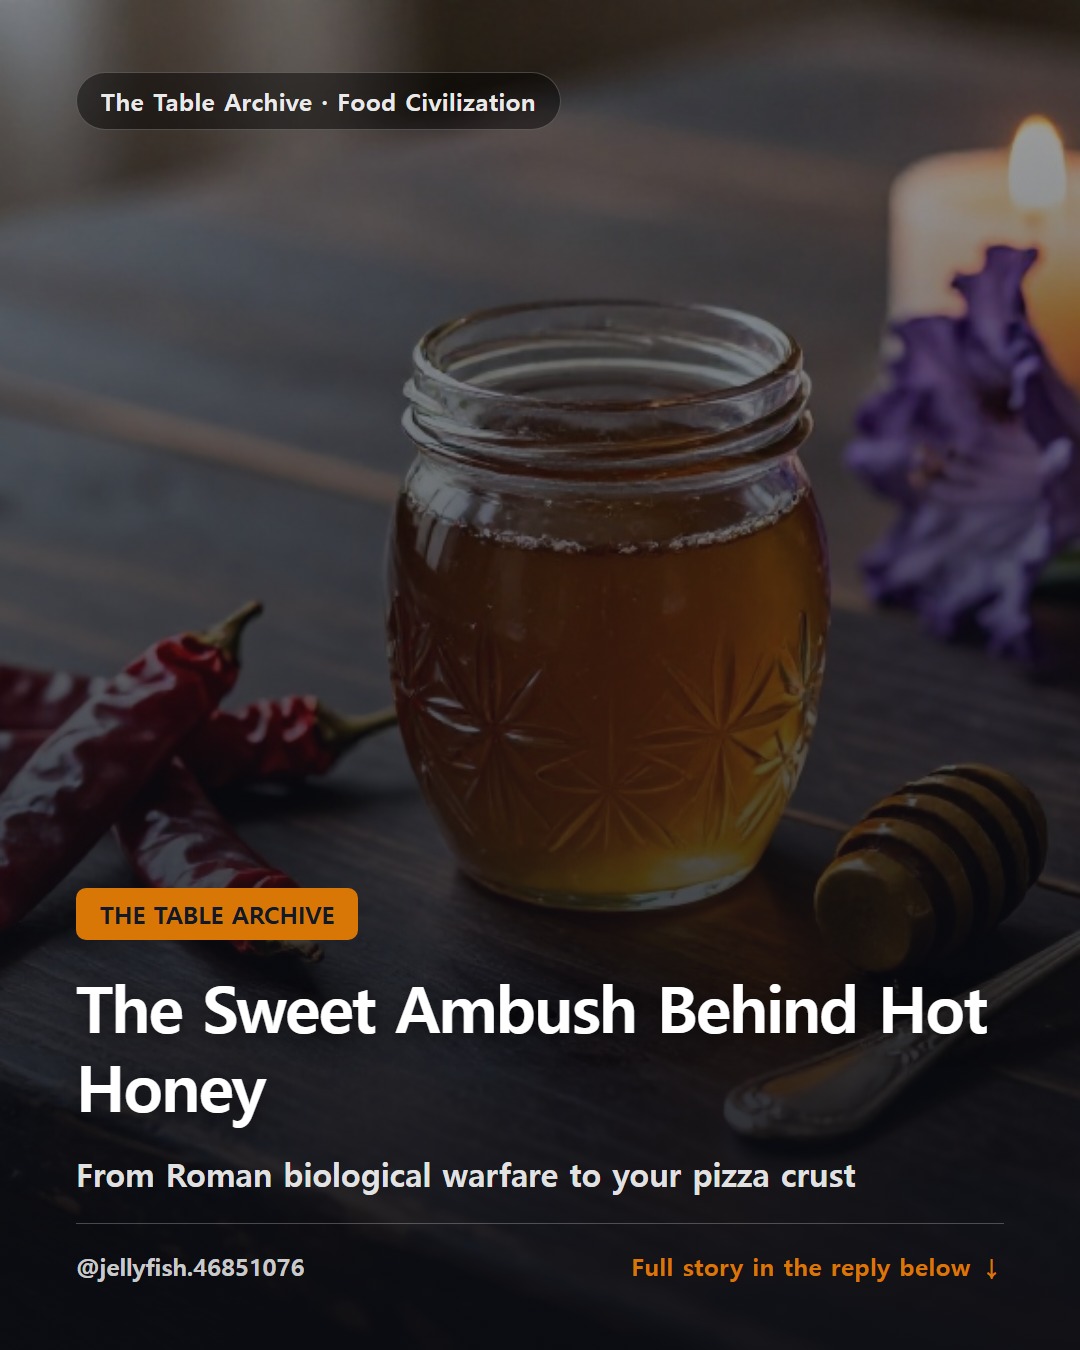 The Table Archive · Food Civilization
THE TABLE ARCHIVE
The Sweet Ambush Behind Hot
Honey
From Roman biological warfare to your pizza crust
@jellyfish.46851076
Full story in the reply below ↓